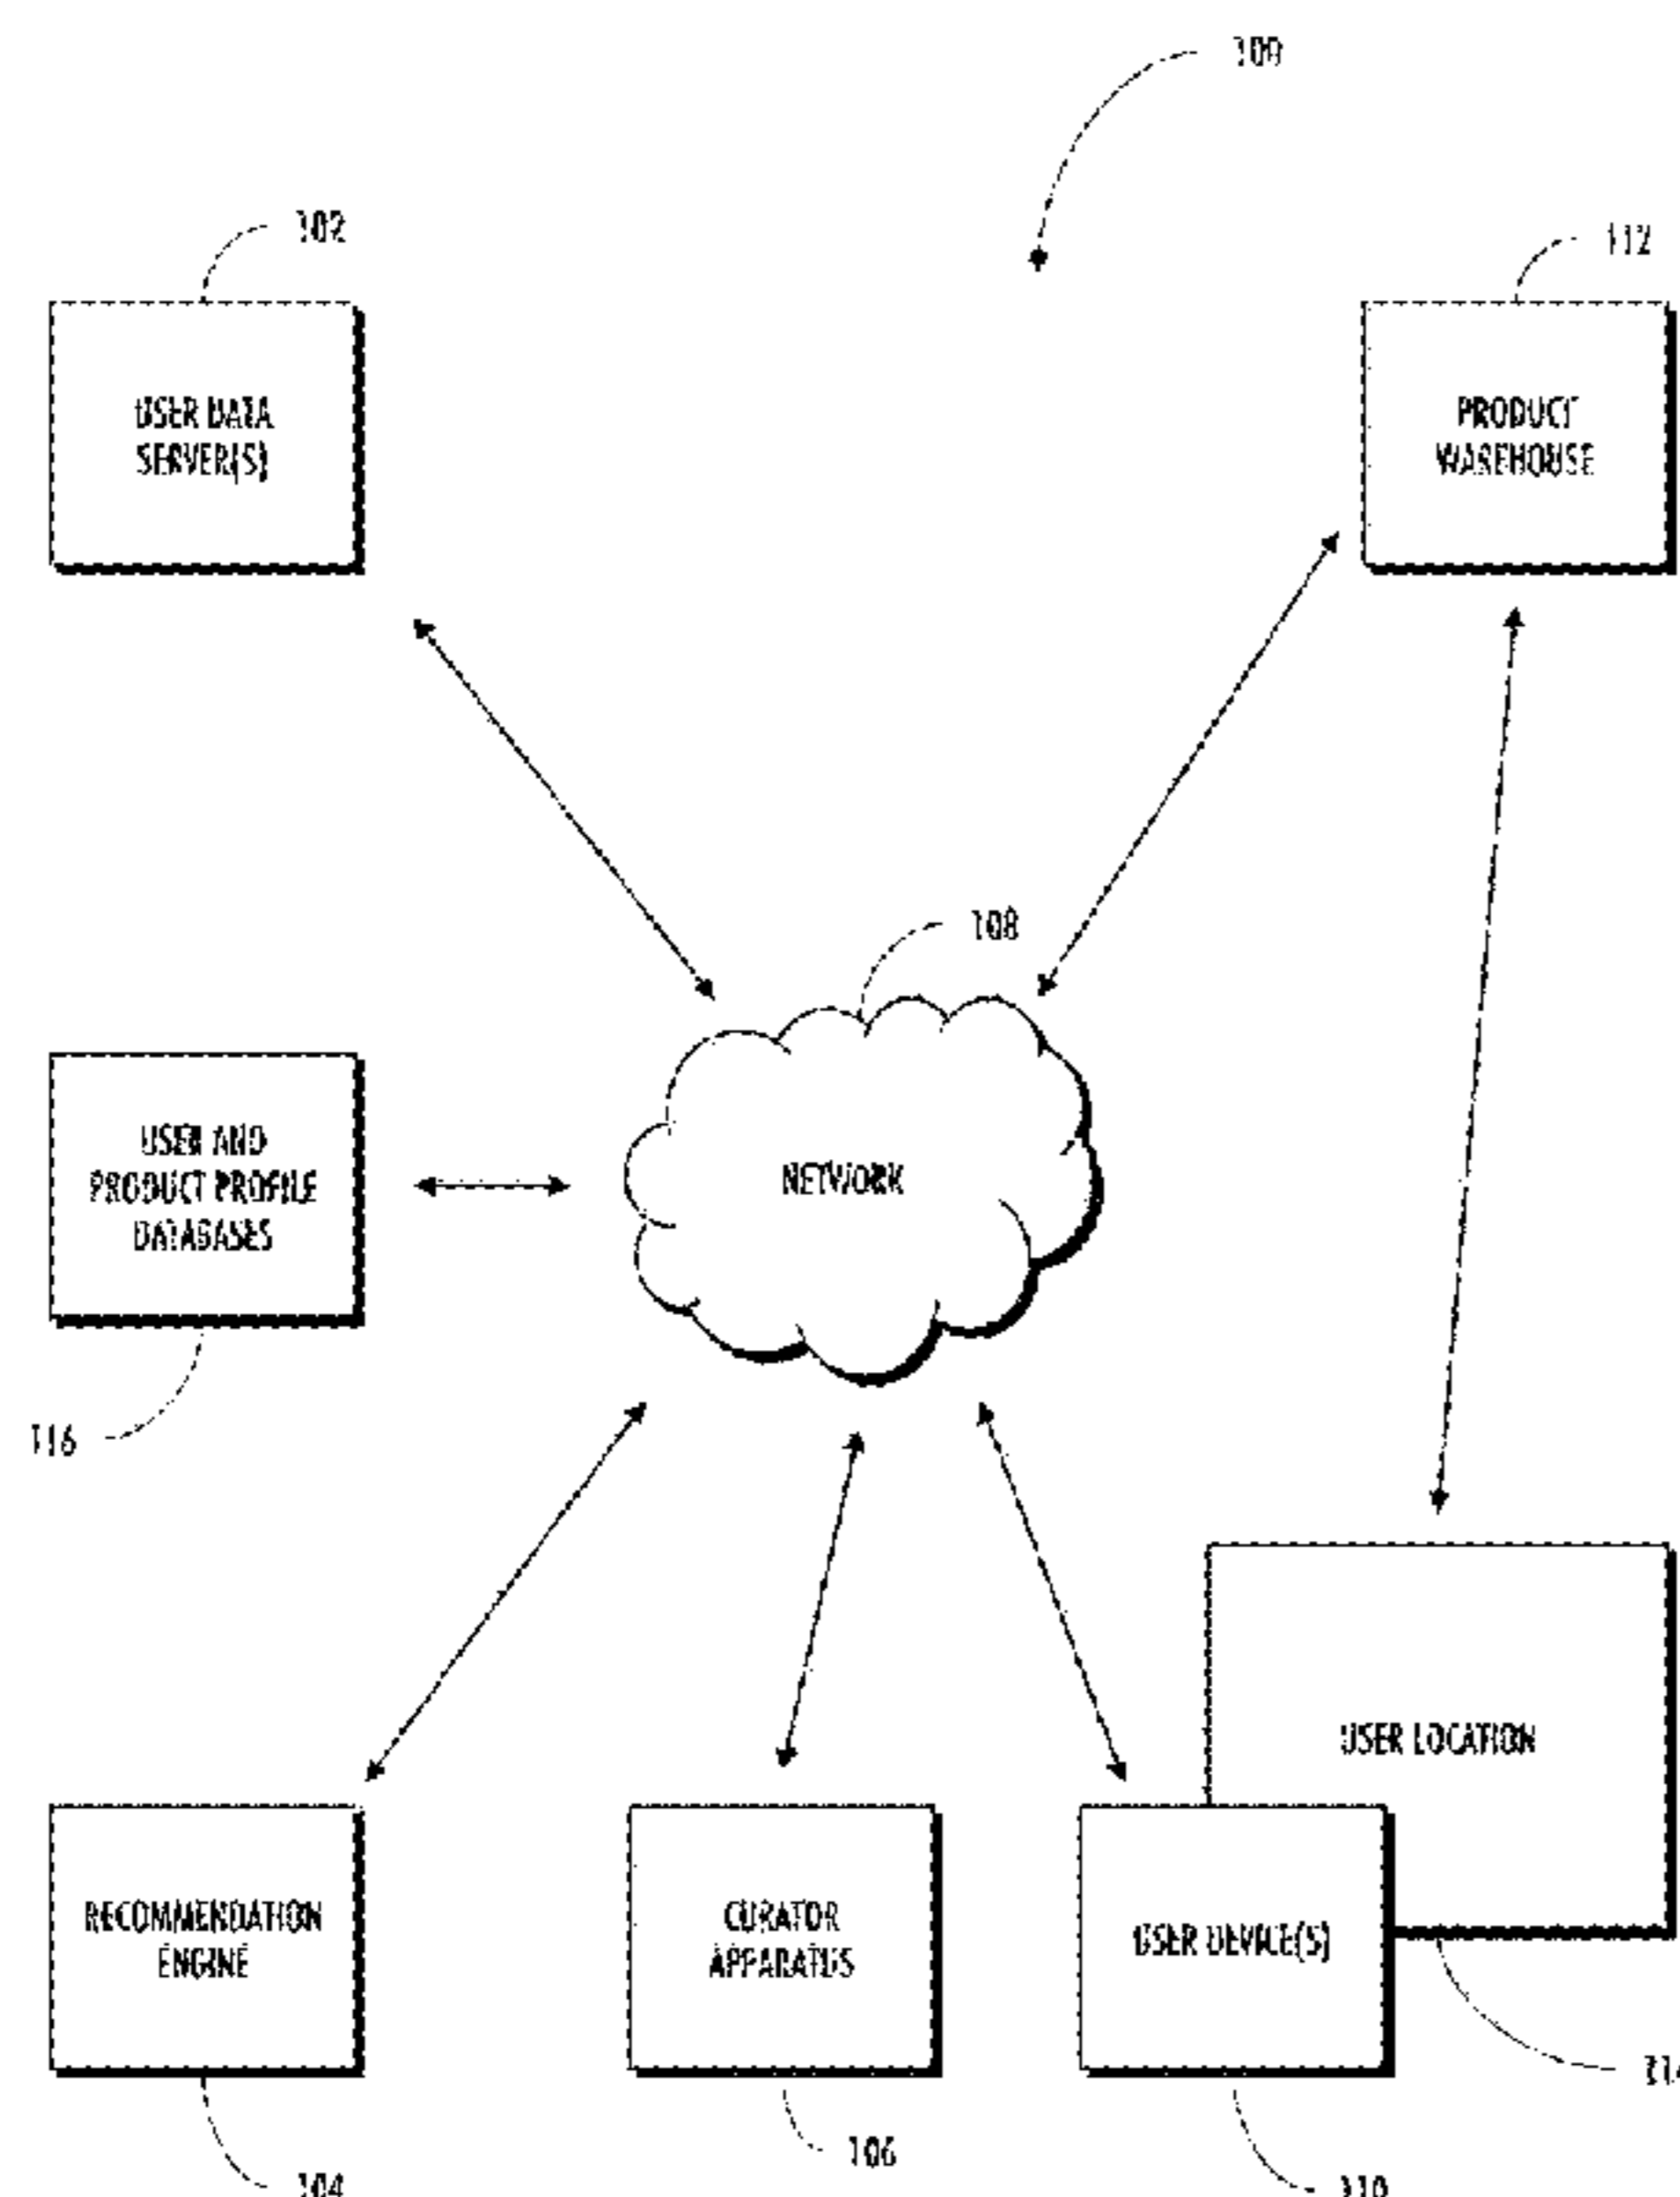 100
102
112
USER DATA
SERVER(S)
PRODUCT
WAREHOUSE
108
USER AND
PRODUCT PROFILE
DATABASES
NETWORK
116
USER LOCATION
RECOMMENDATION
ENGINE
CURATOR
APPARATUS
USER DEVICE(S)
106
104
110